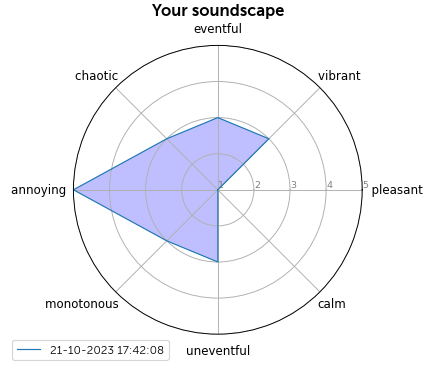 Your soundscape
eventful
chaotic
vibrant
annoying
1 2 3 4 5
pleasant
monotonous
calm
uneventful
21-10-2023 17:42:08